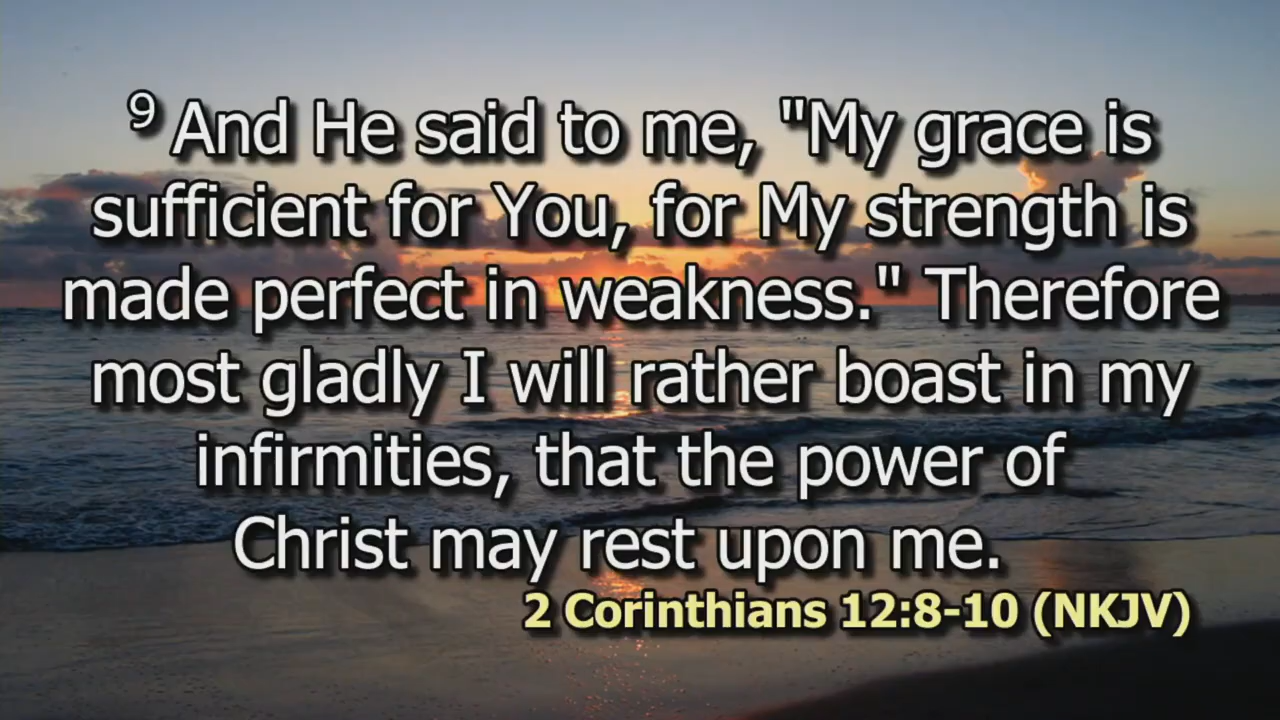 9 And He said to me, "My grace is
sufficient for You, for My strength is
made perfect in weakness." Therefore
most gladly I will rather boast in my
infirmities, that the power of
Christ may rest upon me.
2 Corinthians 12:8-10 (NKJV)